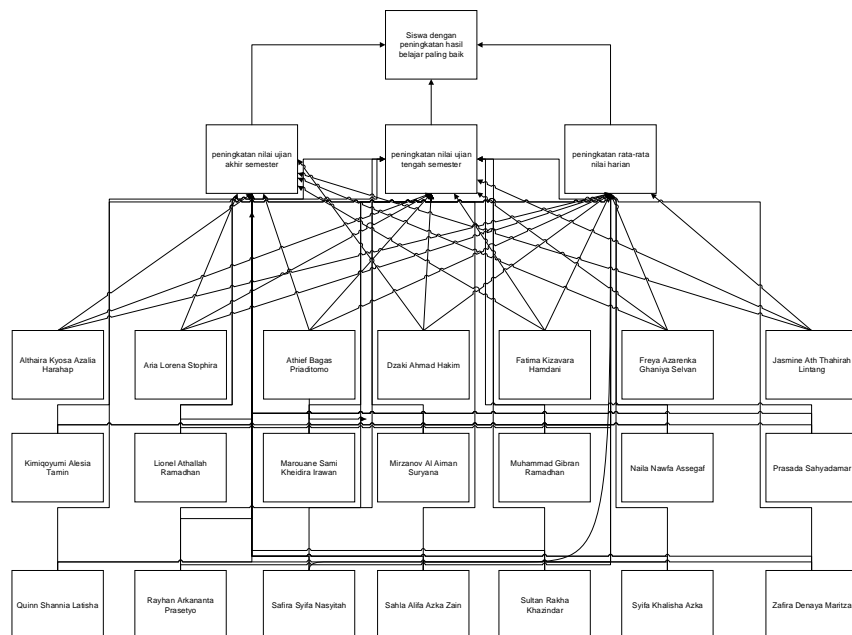 Siswa dengan
peningkatan hasil
belajar paling baik
peningkatan nilai ujian
akhir semester
peningkatan nilai ujian
tengah semester
peningkatan rata-rata
nilai harian
Althaira Kyosa Azalia
Harahap
Aria Lorena Stophira
Athief Bagas
Priaditomo
Dzaki Ahmad Hakim
Fatima Kizavara
Hamdani
Freya Azarenka
Ghaniya Selvan
Jasmine Ath Thahirah
Lintang
Kimiqoyumi Alesia
Tamin
Lionel Athallah
Ramadhan
Marouane Sami
Kheidira Irawan
Mirzanov Al Aiman
Suryana
Muhammad Gibran
Ramadhan
Naila Nawfa Assegaf
Prasada Sahyadaman
Quinn Shannia Latisha
Rayhan Arkananta
Prasetyo
Safira Syifa Nasyitah
Sahla Alifa Azka Zain
Sultan Rakha
Khazindar
Syifa Khalisha Azka
Zafira Denaya Maritza